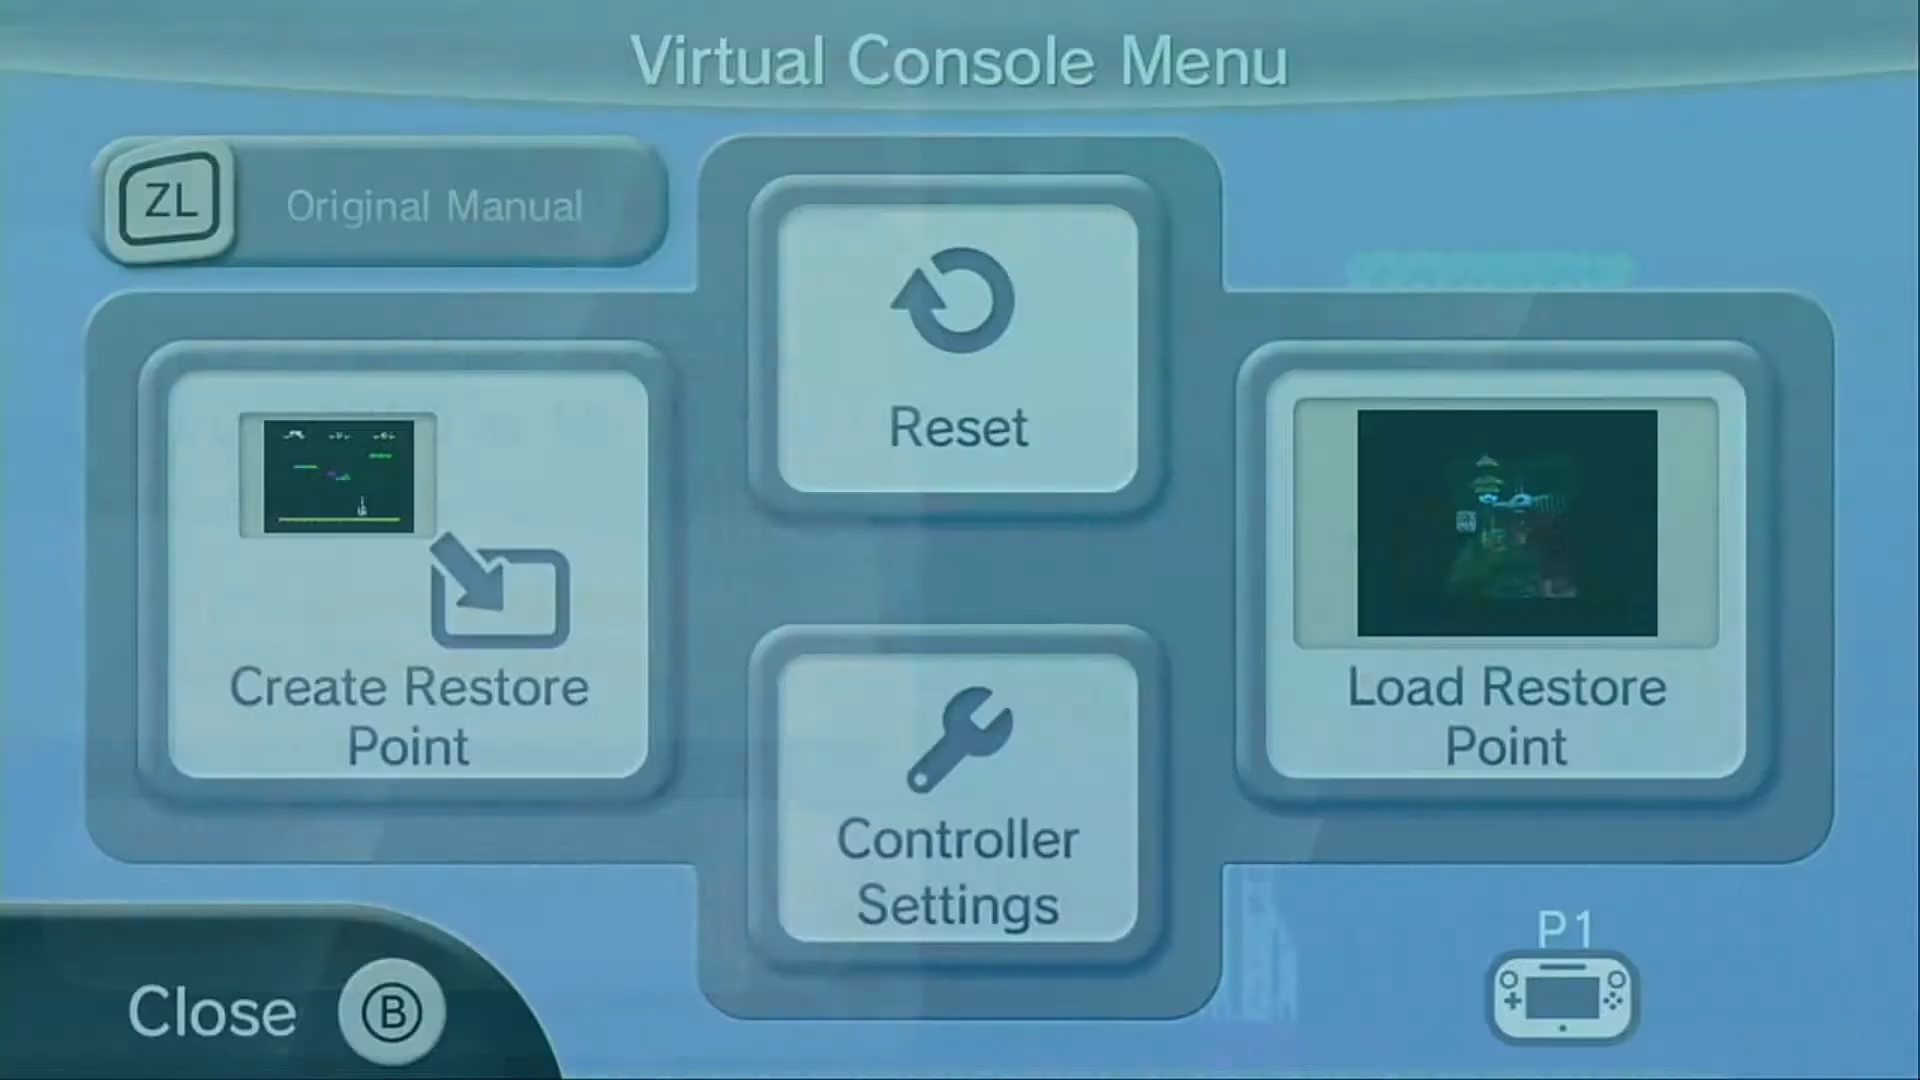 Virtual Console Menu
ZL
Original Manual
Reset
Create Restore
Point
Load Restore
Point
Controller
Settings
P1
Close
B